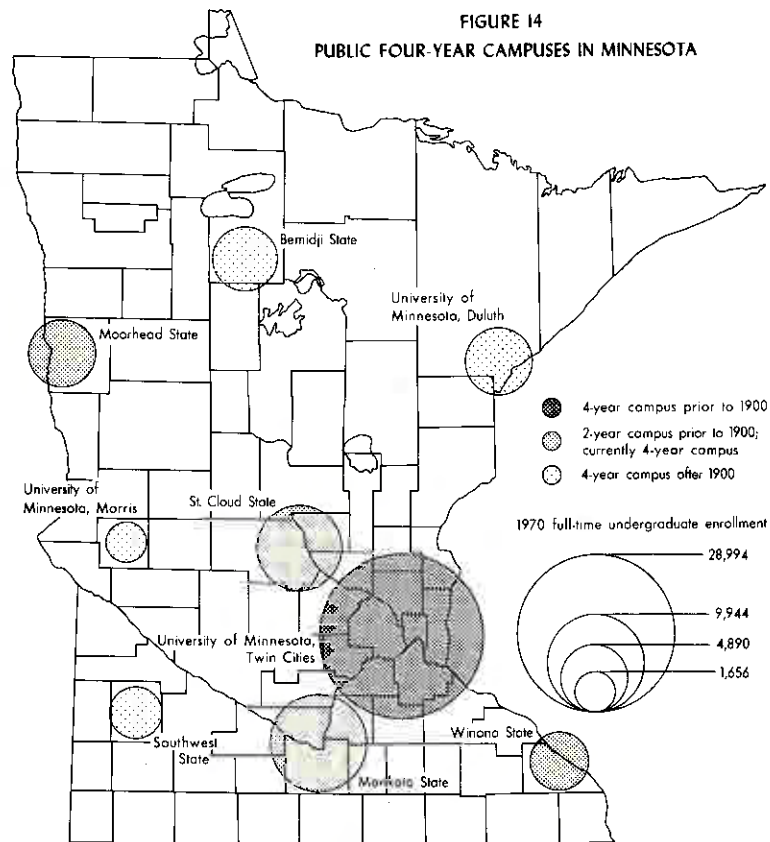 FIGURE 14
PUBLIC FOUR-YEAR CAMPUSES IN MINNESOTA
Bemidji State
University of
Minnesota, Duluth
Moorhead State
4-year campus prior to 1900
2-year campus prior to 1900;
currently 4-year campus
4-year campus after 1900
University of
Minnesota, Morris
St. Cloud State
1970 full-time undergraduate enrollment
28,994
9,944
4,890
1,656
University of Minnesota,
Twin Cities
Southwest
State
Winona State
Mankato State